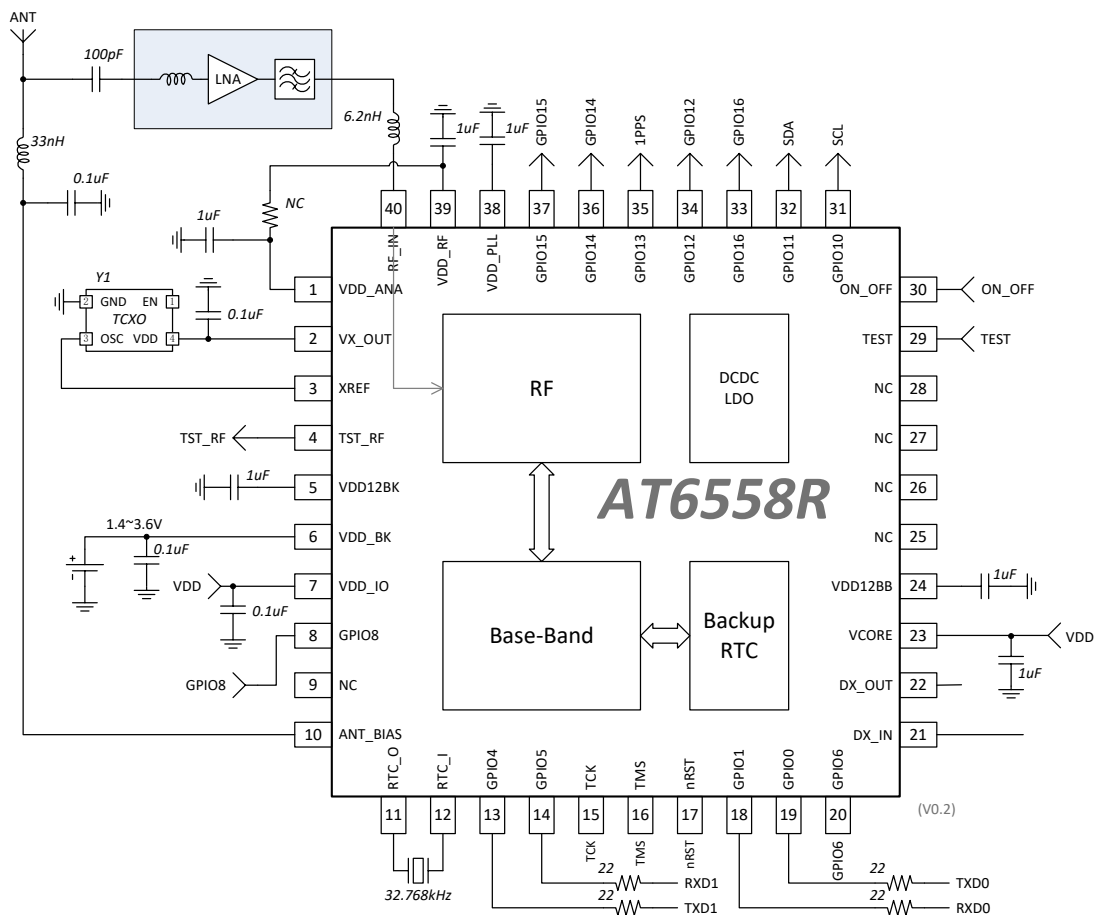 ANT
100pF
LNA
6.2nH
33nH
0.1uF
1uF
1uF
GPIO15
GPIO14
1PPS
GPIO12
GPIO16
SDA
SCL
NC
1uF
40
39
38
37
36
35
34
33
32
31
RF_IN
VDD_RF
VDD_PLL
GPIO15
GPIO14
GPIO13
GPIO12
GPIO16
GPIO11
GPIO10
Y1
2 GND EN 1
TCXO
3 OSC VDD 4
0.1uF
1 VDD_ANA
2 VX_OUT
3 XREF
TST_RF
4 TST_RF
1uF
5 VDD12BK
1.4~3.6V
+
-
0.1uF
6 VDD_BK
VDD
0.1uF
7 VDD_IO
8 GPIO8
GPIO8
9 NC
10 ANT_BIAS
RF
DCDC
LDO
AT6558R
Base-Band
Backup
RTC
ON_OFF 30 ON_OFF
TEST 29 TEST
NC 28
NC 27
NC 26
NC 25
VDD12BB 24
1uF
VCORE 23
VDD
1uF
DX_OUT 22
DX_IN 21
RTC_O
RTC_I
GPIO4
GPIO5
TCK
TMS
nRST
GPIO1
GPIO0
GPIO6
11
12
13
14
15
16
17
18
19
20
(V0.2)
TCK
TMS
nRST
GPIO6
32.768kHz
22 RXD1
22 TXD1
22 TXD0
22 RXD0